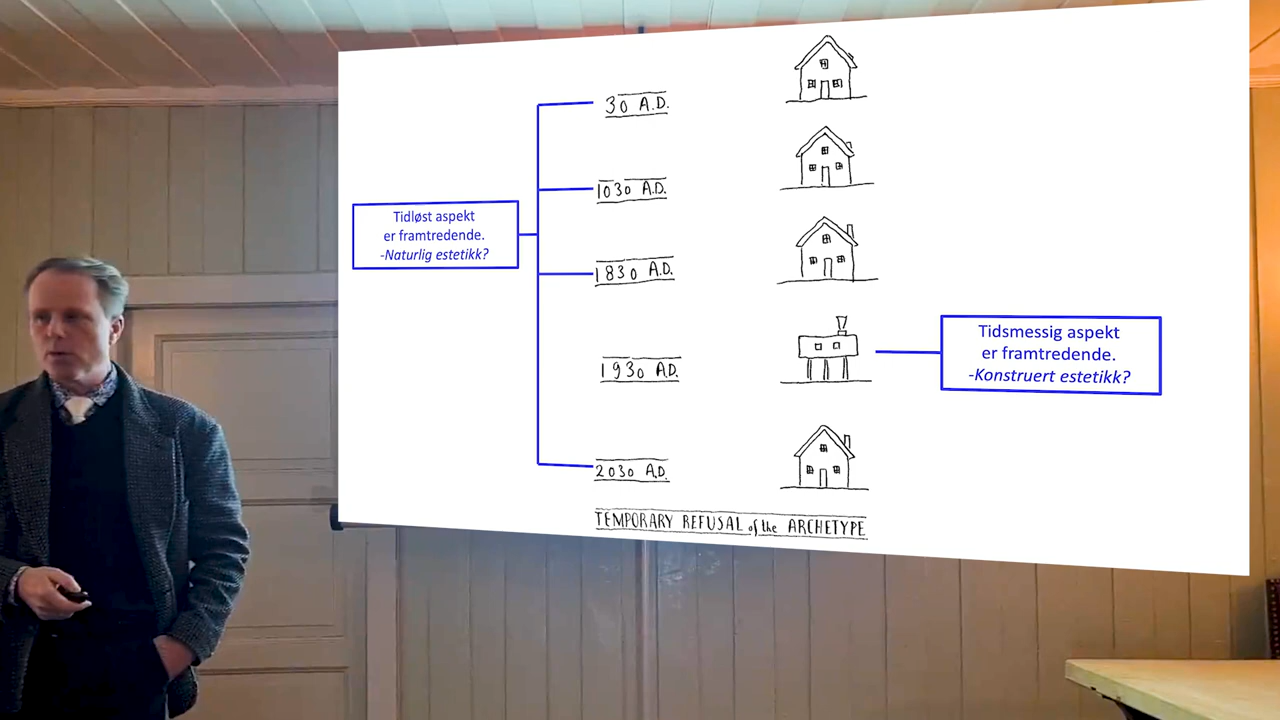 30 A.D.
1030 A.D.
Tidløst aspekt
er framtredende.
-Naturlig estetikk?
1830 A.D.
1930 A.D.
Tidsmessig aspekt
er framtredende.
-Konstruert estetikk?
2030 A.D.
TEMPORARY REFUSAL of the ARCHETYPE